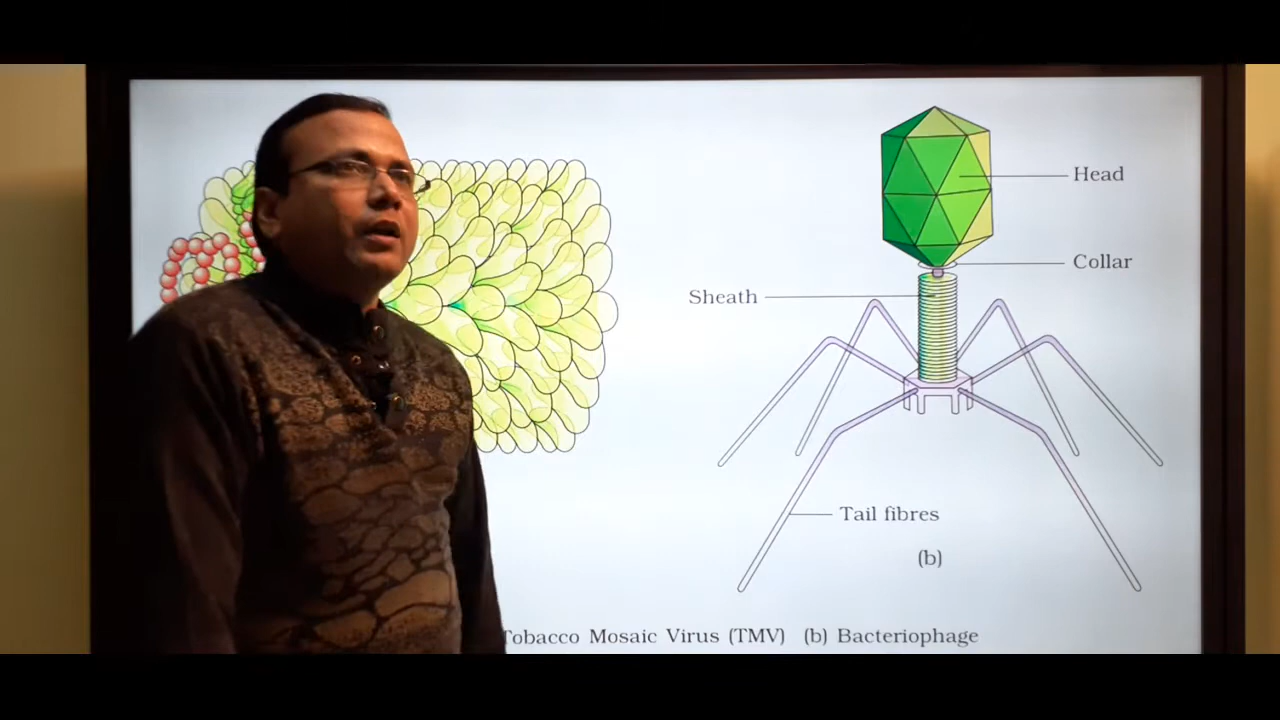 Head
Collar
Sheath
Tail fibres
(b)
Tobacco Mosaic Virus (TMV) (b) Bacteriophage